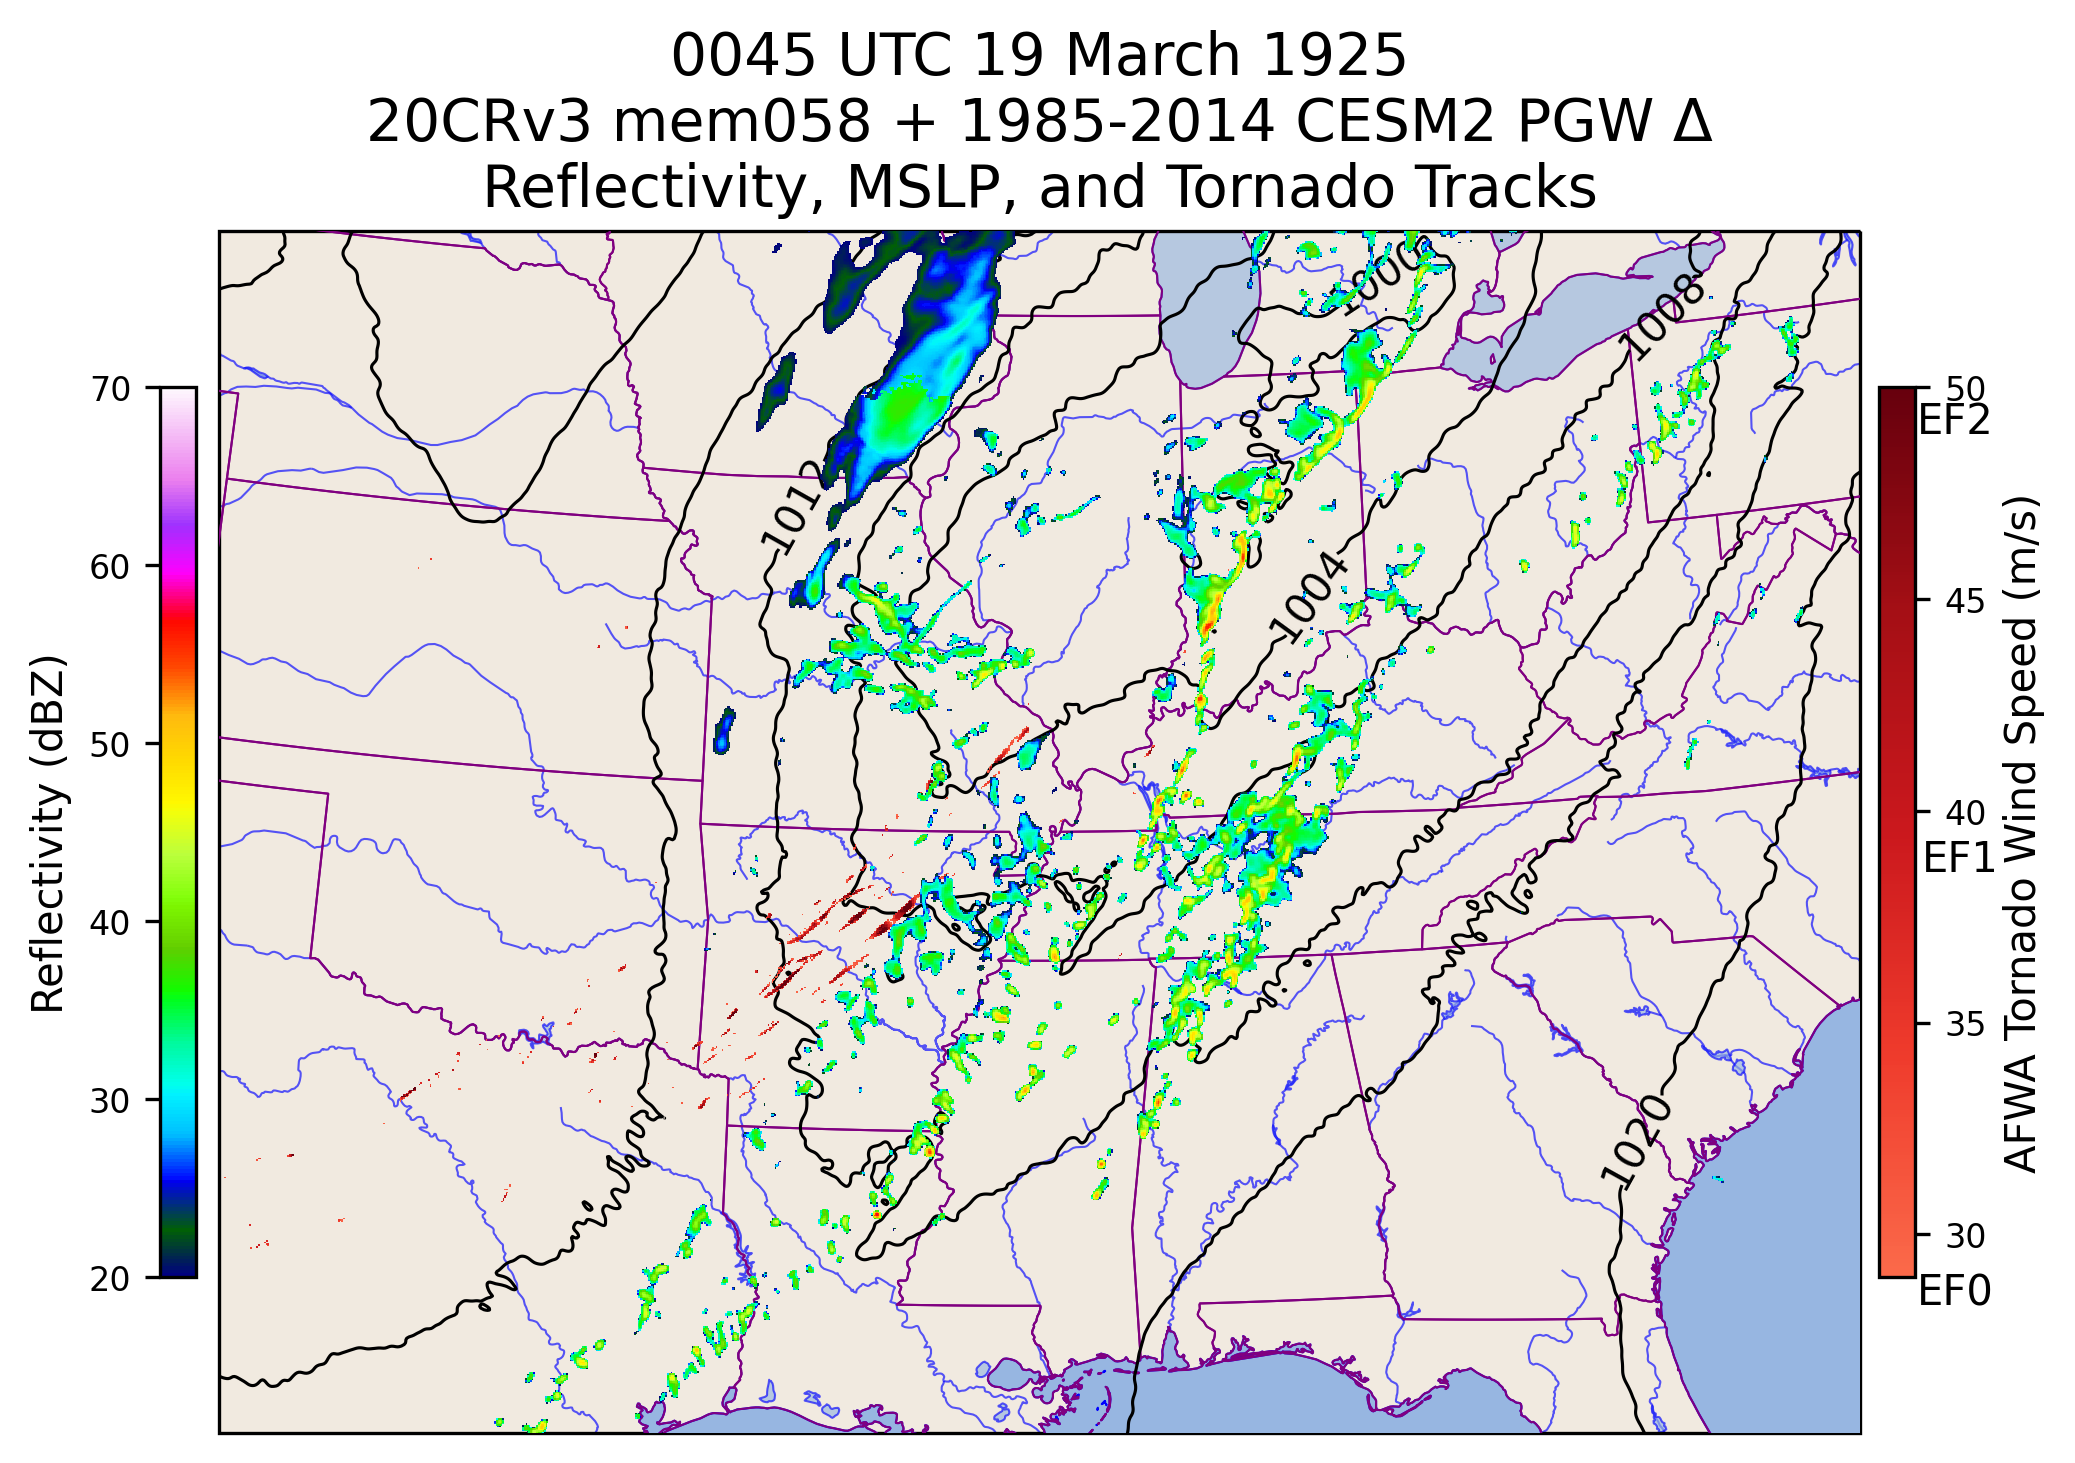 0045 UTC 19 March 1925
20CRv3 mem058 + 1985-2014 CESM2 PGW Δ
Reflectivity, MSLP, and Tornado Tracks
Reflectivity (dBZ)
70
60
50
40
30
20
1008
1012
1004
1020
50
EF2
45
40
EF1
35
30
EF0
AFWA Tornado Wind Speed (m/s)